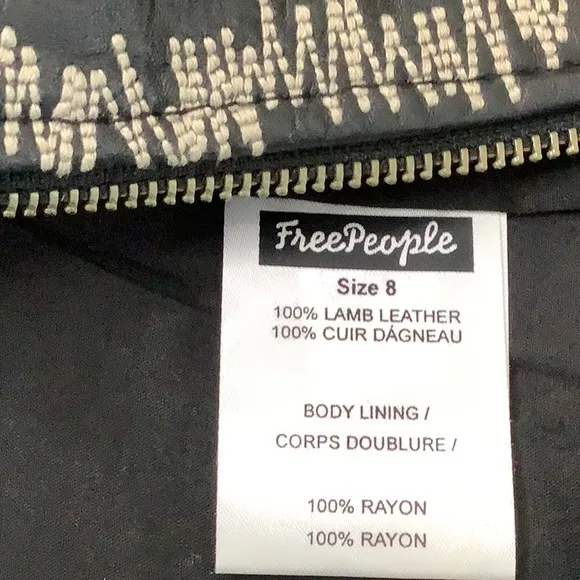 FreePeople
Size 8
100% LAMB LEATHER
100% CUIR DÁGNEAU
BODY LINING /
CORPS DOUBLURE /
100% RAYON
100% RAYON